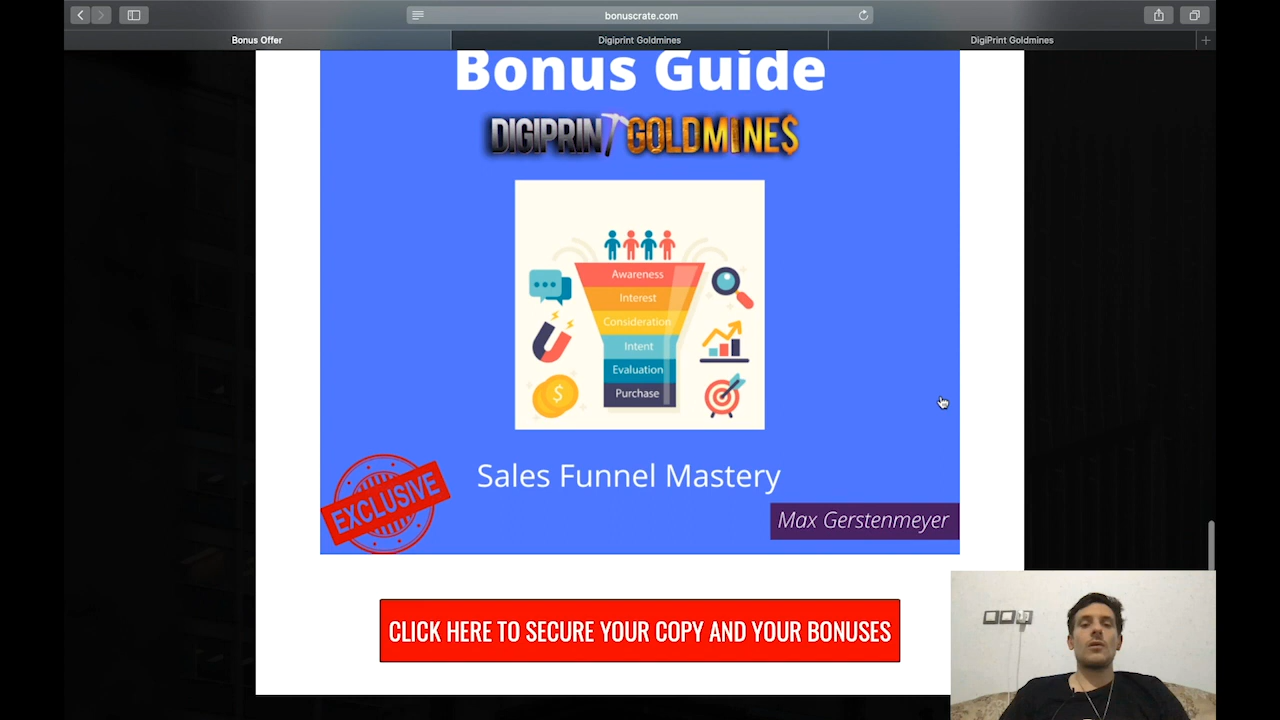 bonuscrate.com
Bonus Offer
Digiprint Goldmines
DigiPrint Goldmines
Bonus Guide
DIGIPRINT GOLDMINE$
Awareness
Interest
Consideration
Intent
Evaluation
Purchase
$
Sales Funnel Mastery
EXCLUSIVE
Max Gerstenmeyer
CLICK HERE TO SECURE YOUR COPY AND YOUR BONUSES